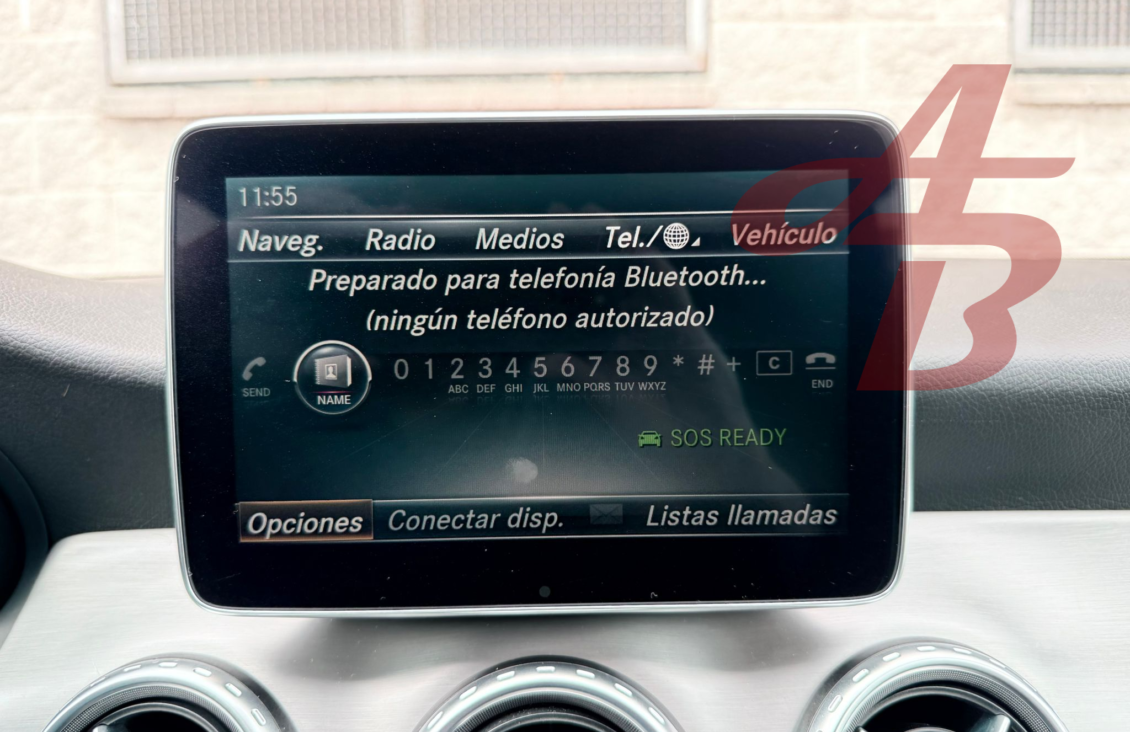 11:55
Naveg. Radio Medios Tel./ Vehículo
Preparado para telefonía Bluetooth...
(ningún teléfono autorizado)
SEND NAME 0 1 2 3 4 5 6 7 8 9 * # + C END
ABC DEF GHI JKL MNO PQRS TUV WXYZ
SOS READY
Opciones Conectar disp. Listas llamadas
AB